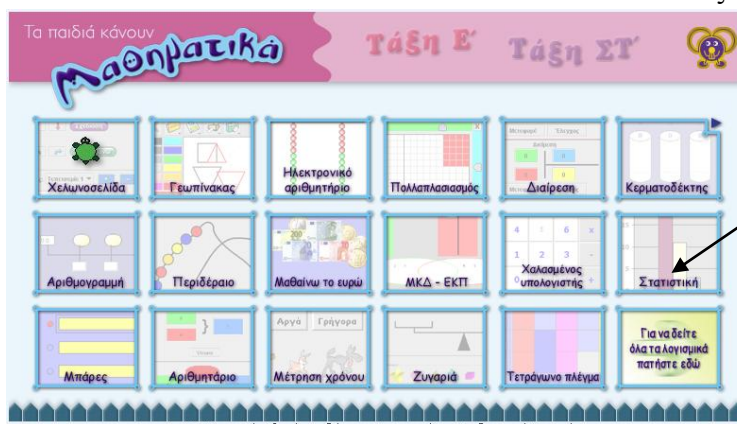 Τα παιδιά κάνουν
Μαθηματικά
Τάξη Ε΄ Τάξη ΣΤ΄
Χελωνοσελίδα
Γεωπίνακας
Ηλεκτρονικό
αριθμητήριο
Πολλαπλασιασμός
Διαίρεση
Κερματοδέκτης
Αριθμογραμμή
Περιδέραιο
Μαθαίνω το ευρώ
ΜΚΔ - ΕΚΠ
Χαλασμένος
υπολογιστής
Στατιστική
Μπάρες
Αριθμητάριο
Αργά Γρήγορα
Μέτρηση χρόνου
Ζυγαριά
Τετράγωνο πλέγμα
Για να δείτε
όλα τα λογισμικά
πατήστε εδώ